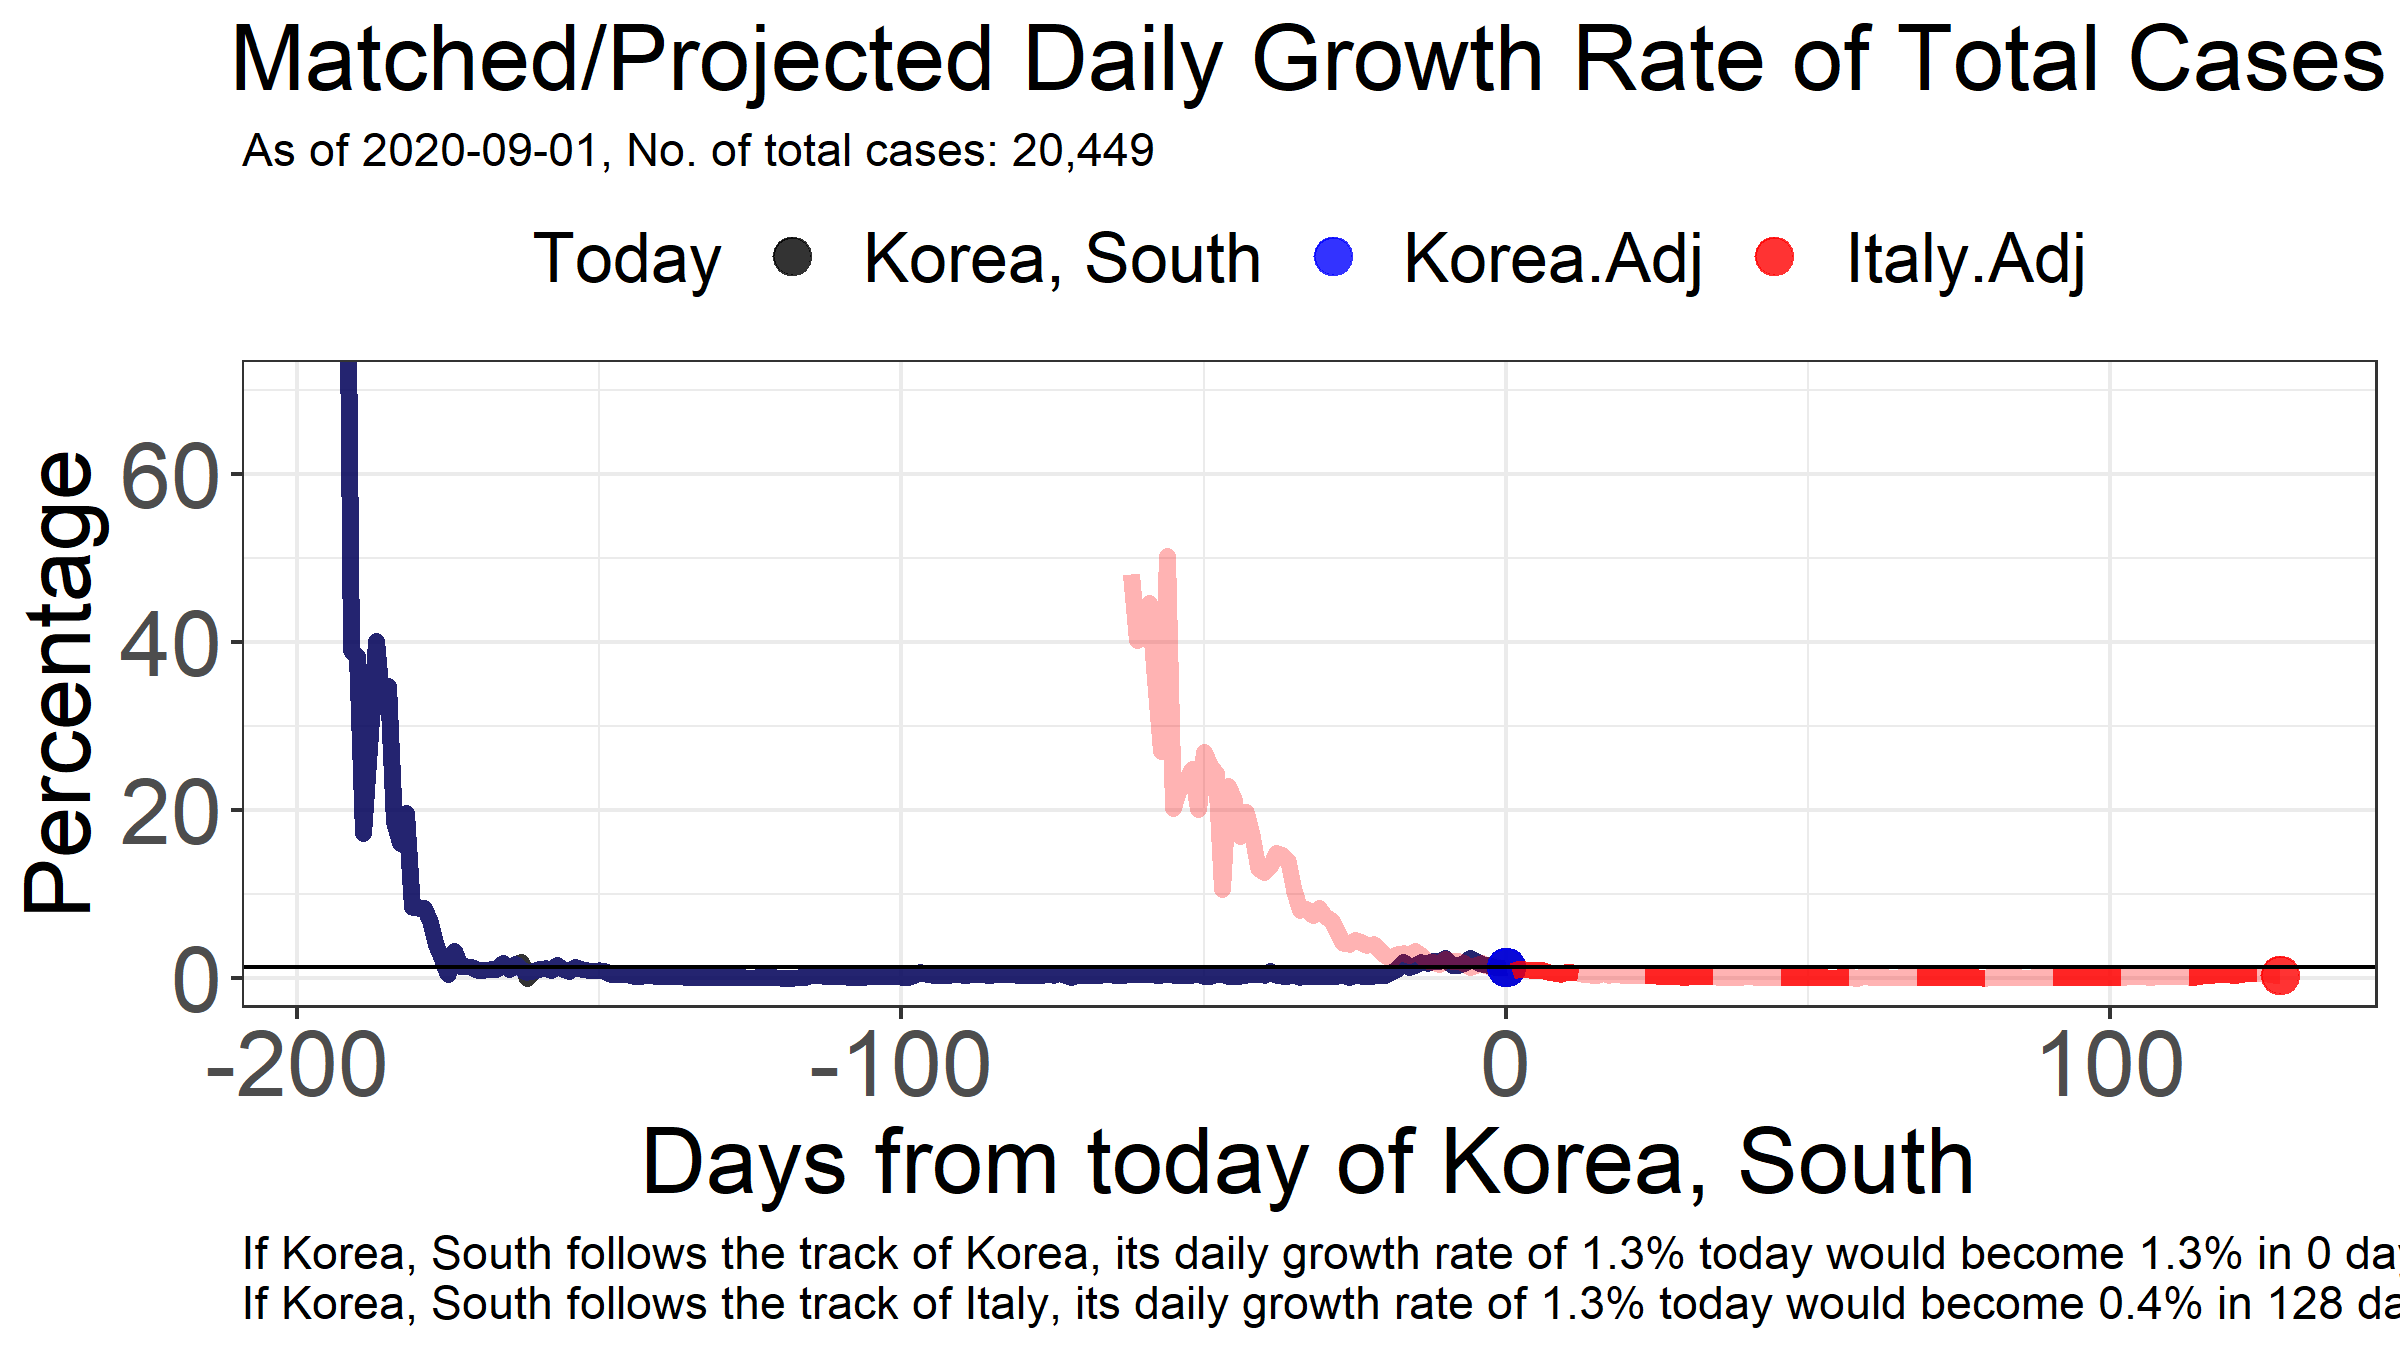 Matched/Projected Daily Growth Rate of Total Cases
As of 2020-09-01, No. of total cases: 20,449
Today Korea, South Korea.Adj Italy.Adj
Percentage
60
40
20
0
-200 -100 0 100
Days from today of Korea, South
If Korea, South follows the track of Korea, its daily growth rate of 1.3% today would become 1.3% in 0
If Korea, South follows the track of Italy, its daily growth rate of 1.3% today would become 0.4% in 128